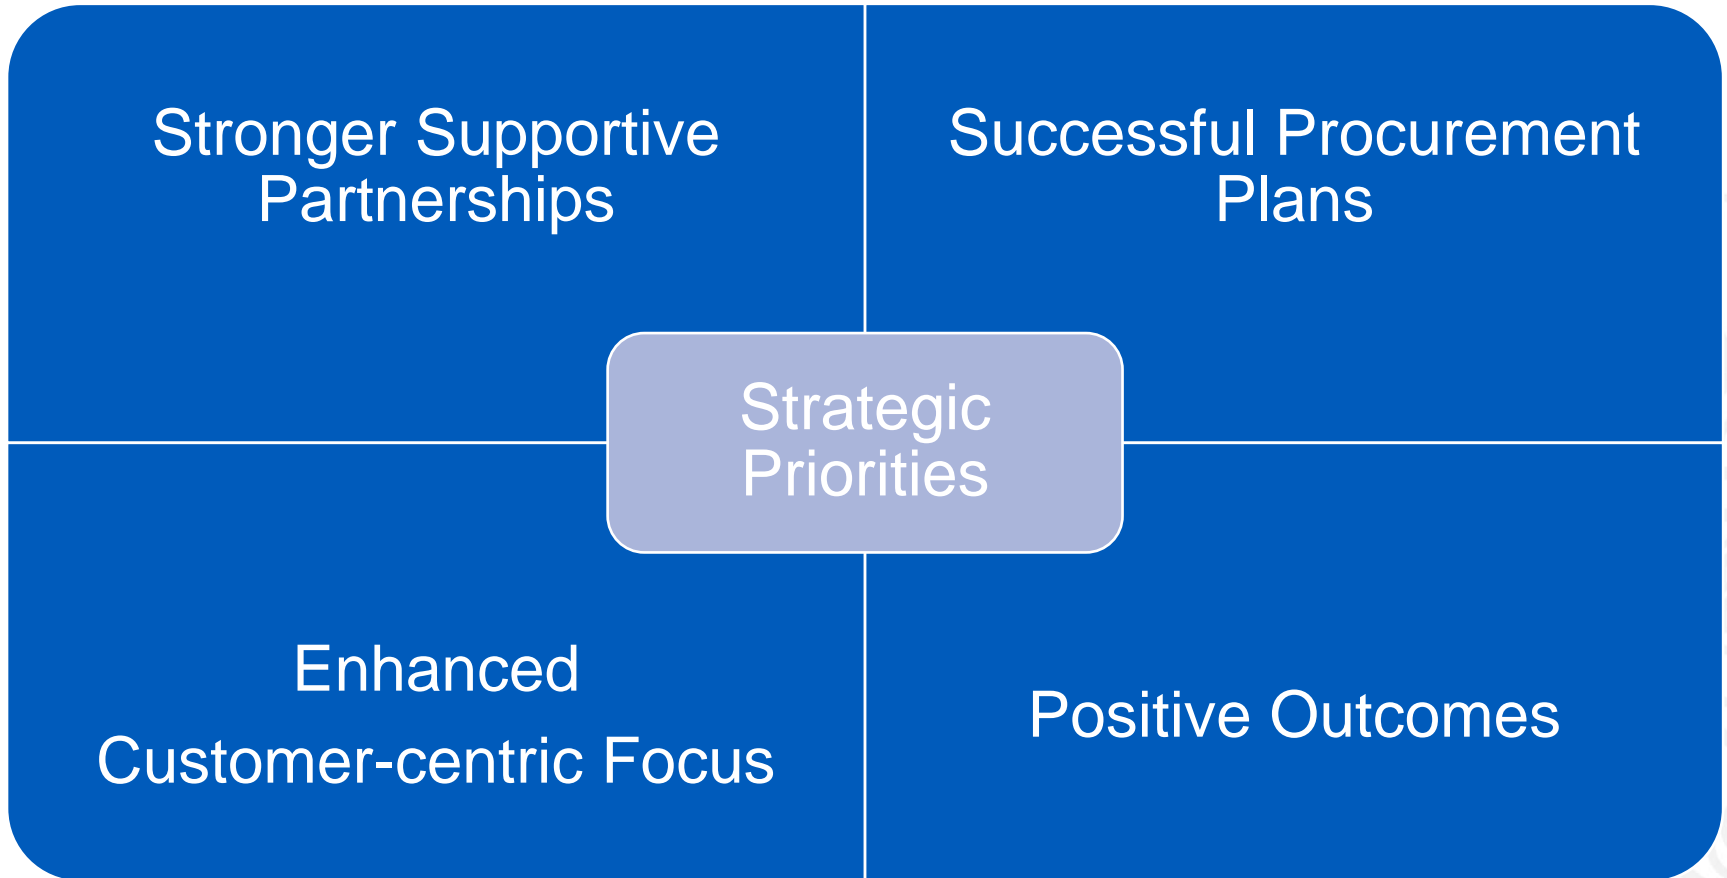 Stronger Supportive
Partnerships
Successful Procurement
Plans
Strategic
Priorities
Enhanced
Customer-centric Focus
Positive Outcomes